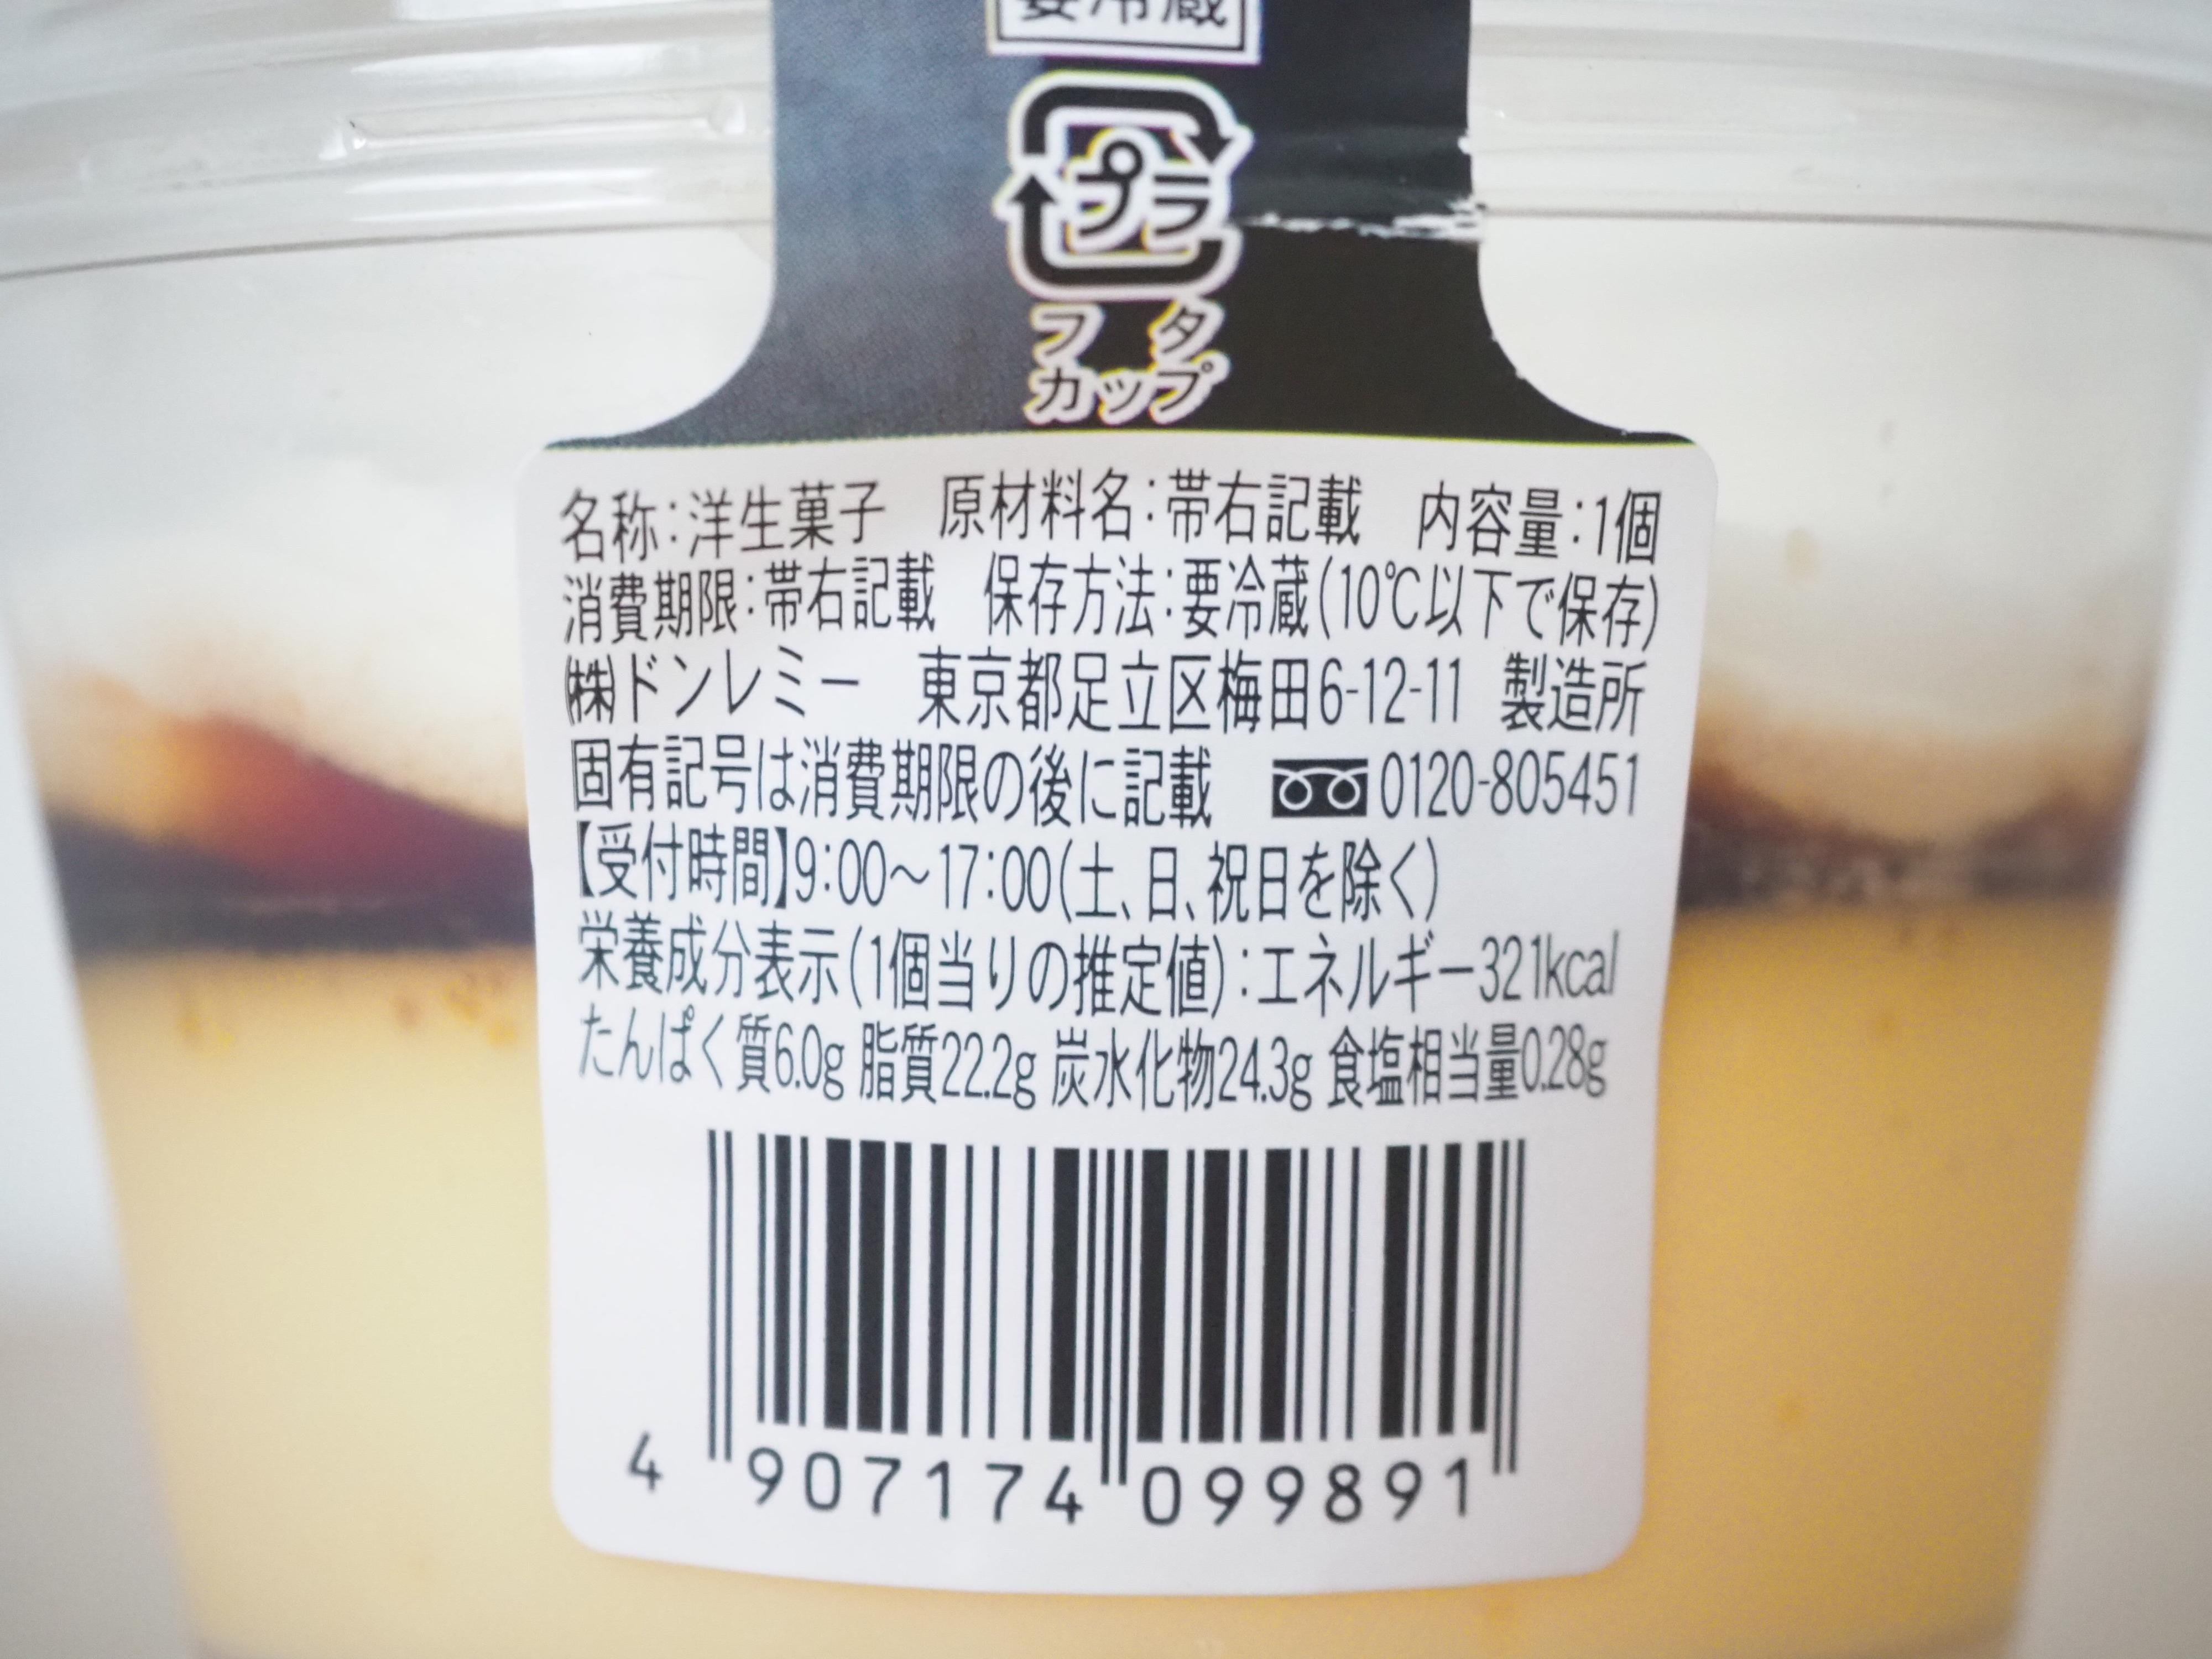 要冷蔵
プラ
フタ
カップ
名称:洋生菓子 原材料名:帯右記載 内容量:1個
消費期限:帯右記載 保存方法:要冷蔵(10℃以下で保存)
㈱ドンレミー 東京都足立区梅田6-12-11 製造所
固有記号は消費期限の後に記載 0120-805451
【受付時間】9:00～17:00(土、日、祝日を除く)
栄養成分表示(1個当りの推定値):エネルギー321kcal
たんぱく質6.0g 脂質22.2g 炭水化物24.3g 食塩相当量0.28g
4 907174 099891